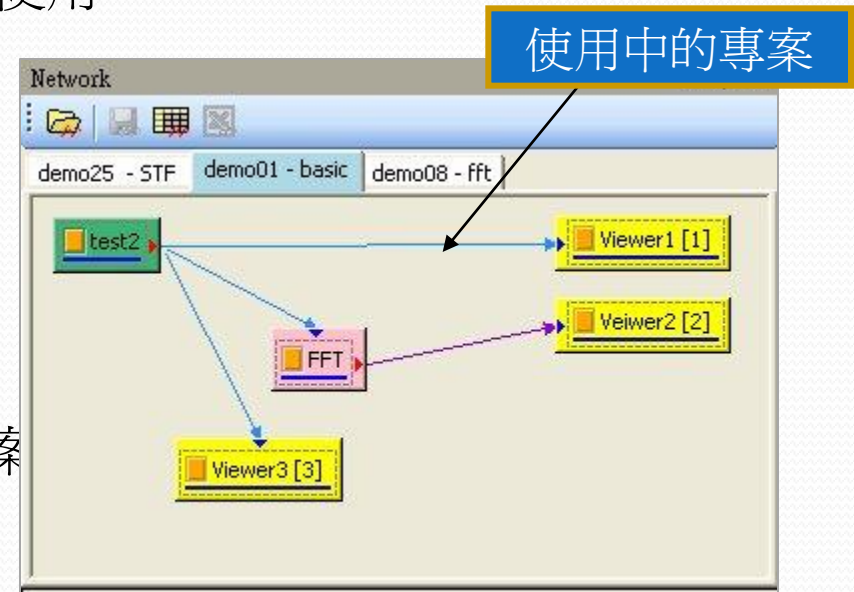 使用
使用中的專案
Network
demo25 - STF demo01 - basic demo08 - fft
test2 Viewer1 [1]
Veiwer2 [2]
FFT
案
Viewer3 [3]